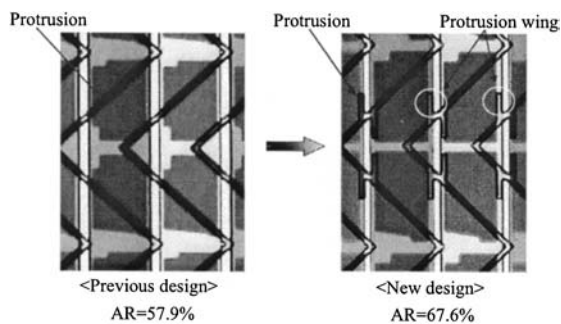 Protrusion
Protrusion
Protrusion wing
<Previous design>
AR=57.9%
<New design>
AR=67.6%